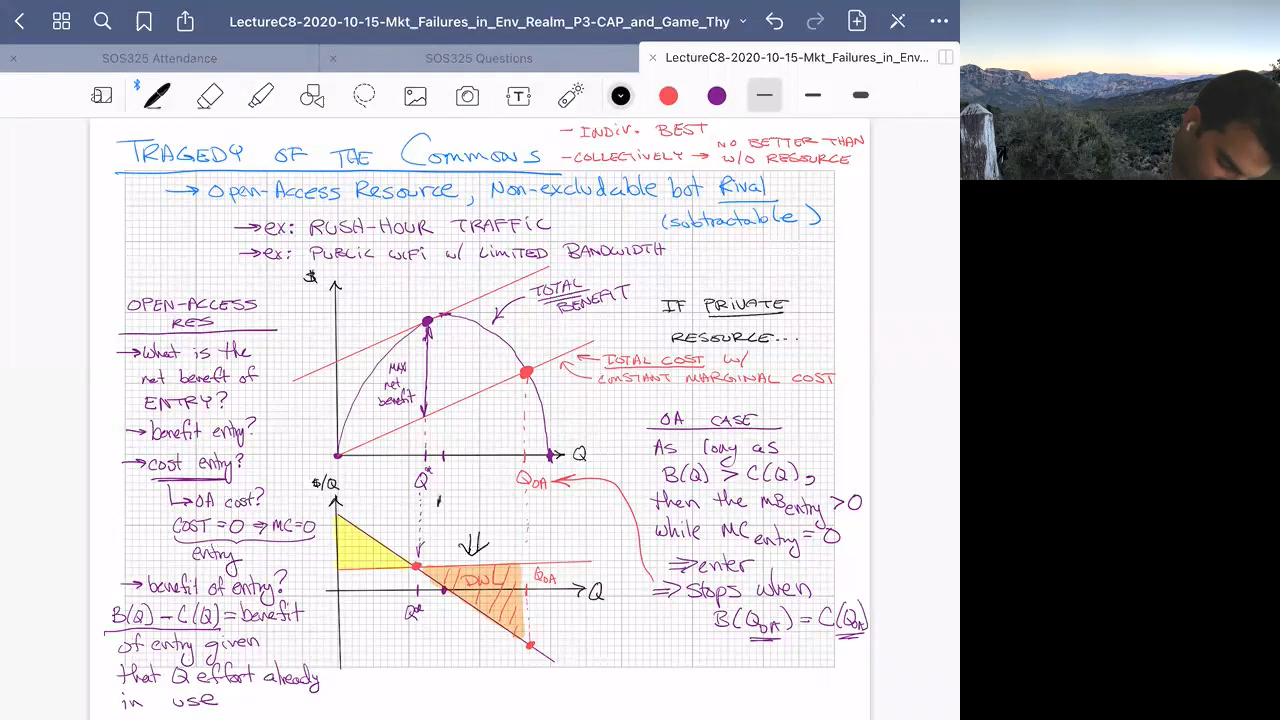 LectureC8-2020-10-15-Mkt_Failures_in_Env_Realm_P3-CAP_and_Game_Thy
SOS325 Attendance
SOS325 Questions
LectureC8-2020-10-15-Mkt_Failures_in_Env...
TRAGEDY OF THE COMMONS
- INDIV. BEST
- COLLECTIVELY → NO BETTER THAN
W/O RESOURCE
→ Open-Access Resource, Non-excludable bot Rival
(subtractable)
→ ex: RUSH-HOUR TRAFFIC
→ ex: PUBLIC WIFI w/ LIMITED BANDWIDTH
OPEN-ACCESS
RES
→ What is the
net benefit of
ENTRY?
→ benefit entry?
→ cost entry?
↳ OA cost?
COST = 0 ⇒ MC = 0
entry
→ benefit of entry?
B(Q) - C(Q) = benefit
of entry given
that Q effort already
in use
$
TOTAL
BENEFIT
MAX
net
benefit
TOTAL COST w/
CONSTANT MARGINAL COST
Q
Q*
Q_OA
$/Q
DWL
Q_OA
Q*
Q
IF PRIVATE
RESOURCE...
OA CASE
As long as
B(Q) > C(Q),
then the MB_entry > 0
while MC_entry = 0
⇒ enter
⇒ Stops when
B(Q_OA) = C(Q_OA)